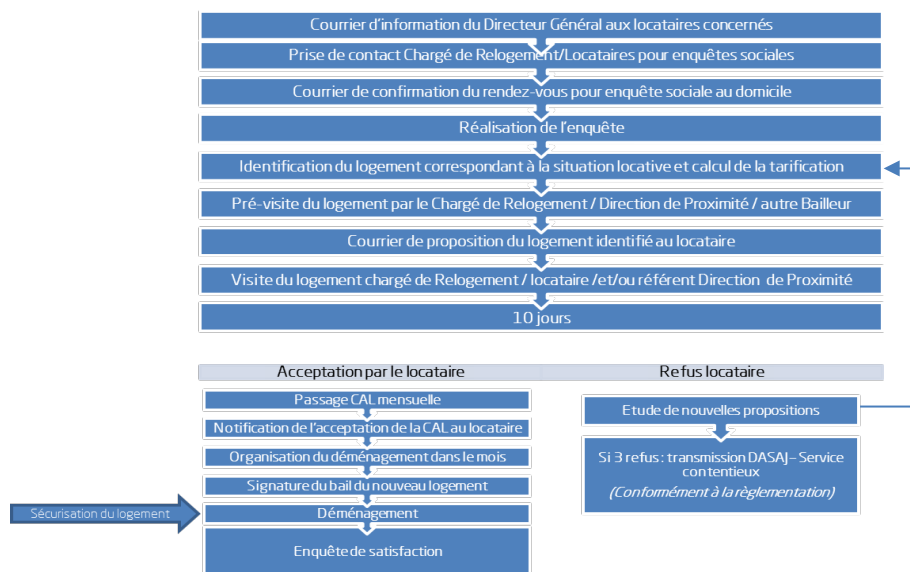 Courrier d'information du Directeur Général aux locataires concernés
Prise de contact Chargé de Relogement/Locataires pour enquêtes sociales
Courrier de confirmation du rendez-vous pour enquête sociale au domicile
Réalisation de l'enquête
Identification du logement correspondant à la situation locative et calcul de la tarification
Pré-visite du logement par le Chargé de Relogement / Direction de Proximité / autre Bailleur
Courrier de proposition du logement identifié au locataire
Visite du logement chargé de Relogement / locataire /et/ou référent Direction de Proximité
10 jours
Acceptation par le locataire
Refus locataire
Passage CAL mensuelle
Notification de l'acceptation de la CAL au locataire
Organisation du déménagement dans le mois
Signature du bail du nouveau logement
Sécurisation du logement
Déménagement
Enquête de satisfaction
Etude de nouvelles propositions
Si 3 refus : transmission DASAJ – Service
contentieux
(Conformément à la règlementation)